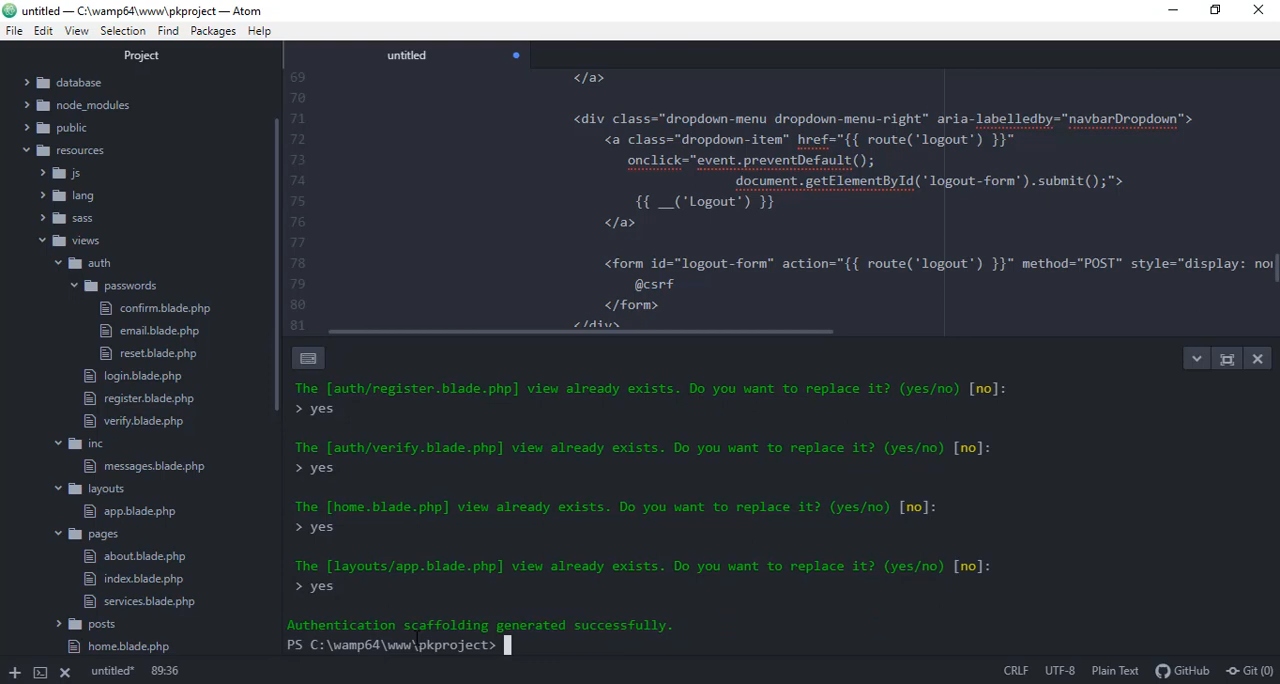 untitled — C:\wamp64\www\pkproject — Atom
File Edit View Selection Find Packages Help
Project
database
node_modules
public
resources
js
lang
sass
views
auth
passwords
confirm.blade.php
email.blade.php
reset.blade.php
login.blade.php
register.blade.php
verify.blade.php
inc
messages.blade.php
layouts
app.blade.php
pages
about.blade.php
index.blade.php
services.blade.php
posts
home.blade.php
untitled
69 </a>
70
71 <div class="dropdown-menu dropdown-menu-right" aria-labelledby="navbarDropdown">
72 <a class="dropdown-item" href="{{ route('logout') }}"
73 onclick="event.preventDefault();
74 document.getElementById('logout-form').submit();">
75 {{ __('Logout') }}
76 </a>
77
78 <form id="logout-form" action="{{ route('logout') }}" method="POST" style="display: no
79 @csrf
80 </form>
81 </div>
The [auth/register.blade.php] view already exists. Do you want to replace it? (yes/no) [no]:
> yes
The [auth/verify.blade.php] view already exists. Do you want to replace it? (yes/no) [no]:
> yes
The [home.blade.php] view already exists. Do you want to replace it? (yes/no) [no]:
> yes
The [layouts/app.blade.php] view already exists. Do you want to replace it? (yes/no) [no]:
> yes
Authentication scaffolding generated successfully.
PS C:\wamp64\www\pkproject>
untitled* 89:36 CRLF UTF-8 Plain Text GitHub Git (0)